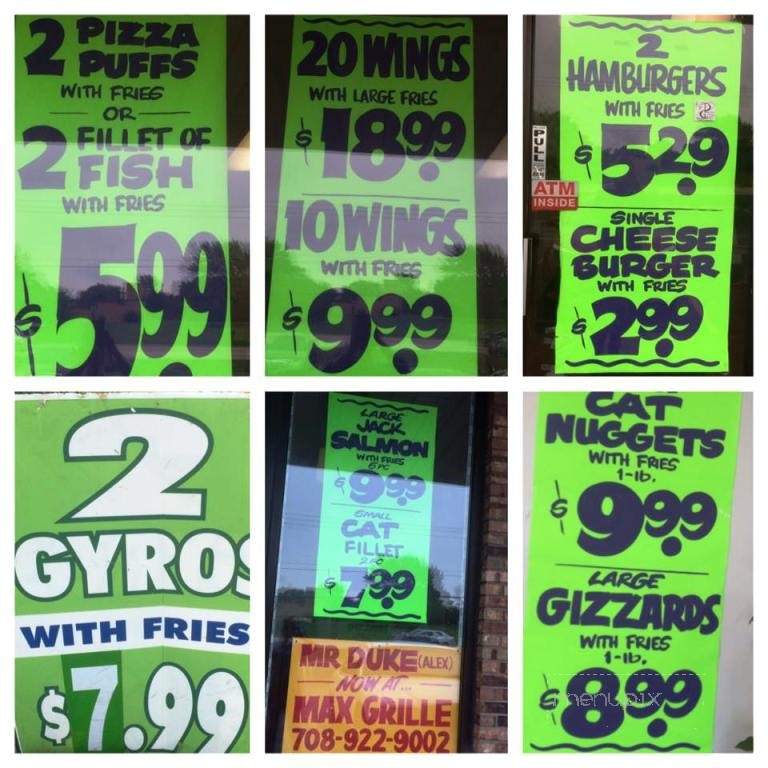 2 PIZZA
PUFFS
WITH FRIES
OR
2 FILLET OF
FISH
WITH FRIES
$5.99
20 WINGS
WITH LARGE FRIES
$18.99
10 WINGS
WITH FRIES
$9.99
2
HAMBURGERS
WITH FRIES
$5.29
PULL
ATM
INSIDE
SINGLE
CHEESE
BURGER
WITH FRIES
$2.99
2
GYROS
WITH FRIES
$7.99
LARGE
JACK
SALMON
WITH FRIES
5 PC
$9.99
SMALL
CAT
FILLET
2 PC
$7.99
MR DUKE (ALEX)
NOW AT...
MAX GRILLE
708-922-9002
CAT
NUGGETS
WITH FRIES
1-lb.
$9.99
LARGE
GIZZARDS
WITH FRIES
1-lb.
$8.99
menupix